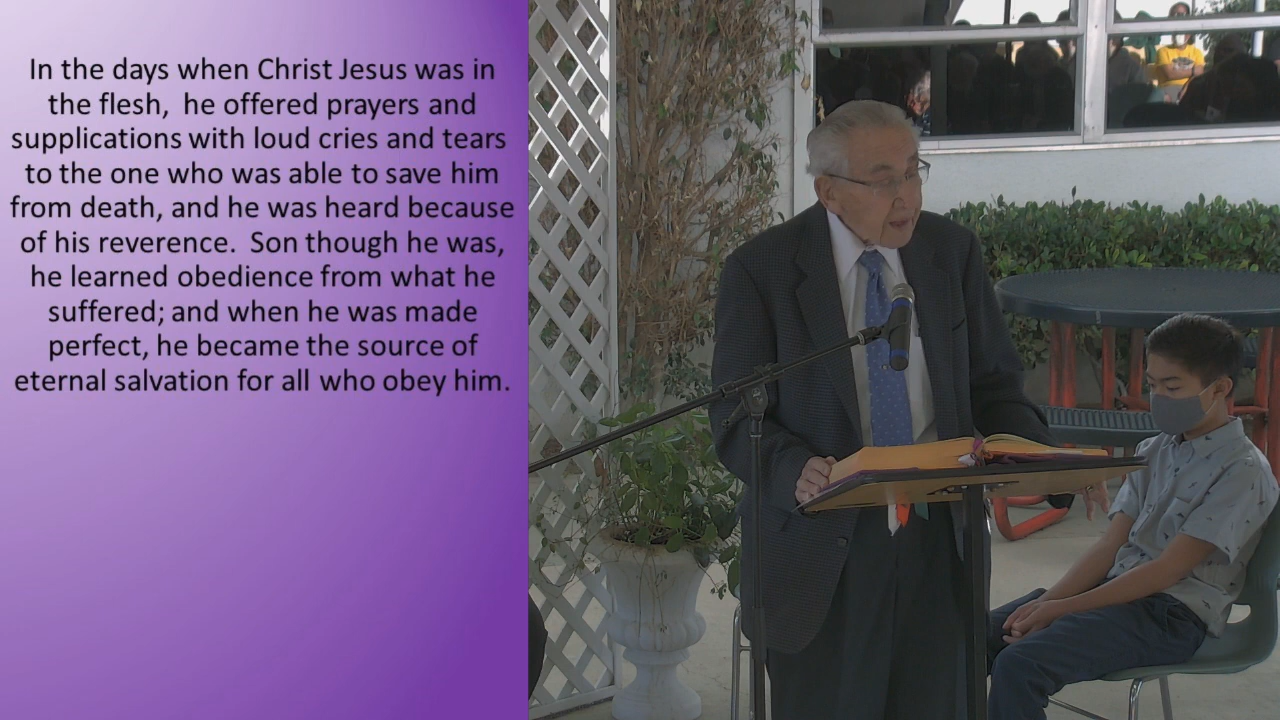 In the days when Christ Jesus was in
the flesh,  he offered prayers and
supplications with loud cries and tears
to the one who was able to save him
from death, and he was heard because
of his reverence.  Son though he was,
he learned obedience from what he
suffered; and when he was made
perfect, he became the source of
eternal salvation for all who obey him.